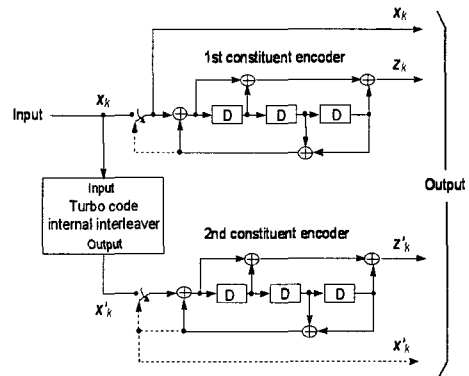 x_k
1st constituent encoder
z_k
x_k
Input
D D D
Output
Input
Turbo code
internal interleaver
Output
2nd constituent encoder
z'_k
D D D
x'_k
x'_k